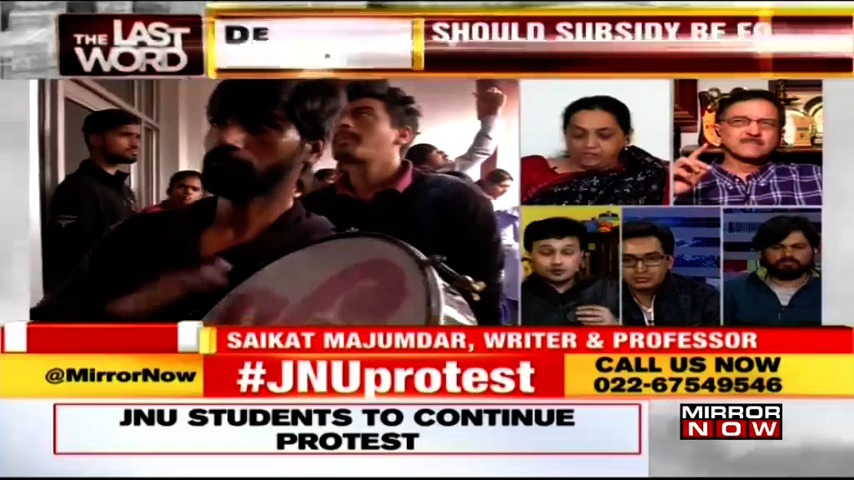 THE LAST WORD
SHOULD SUBSIDY BE
SAIKAT MAJUMDAR, WRITER & PROFESSOR
@MirrorNow
#JNUprotest
CALL US NOW
022-67549546
JNU STUDENTS TO CONTINUE
PROTEST
MIRROR
NOW